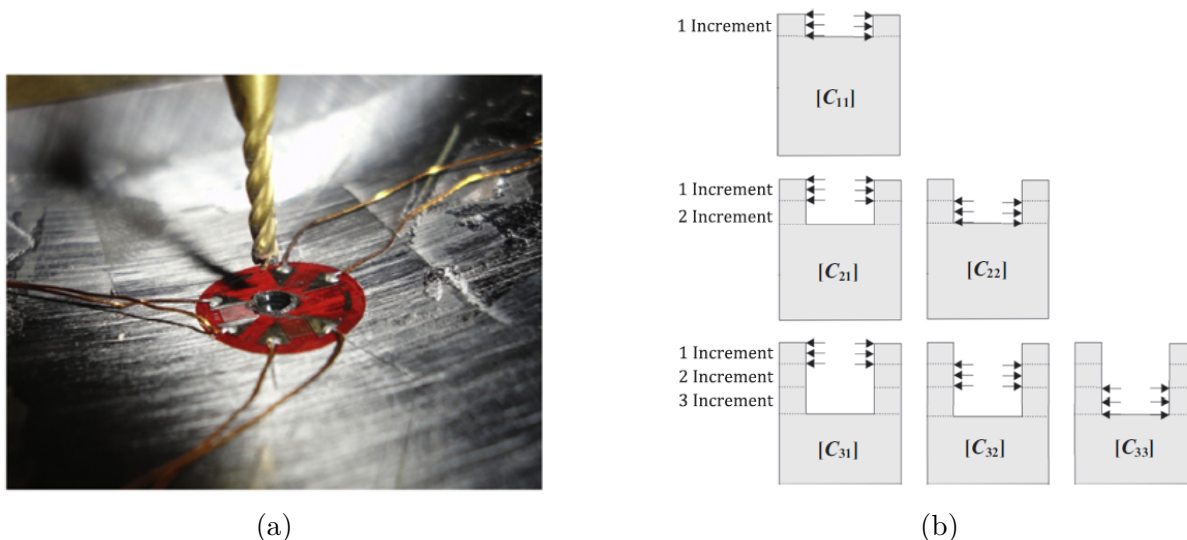 1 Increment
[C11]
1 Increment
2 Increment
[C21]
[C22]
1 Increment
2 Increment
3 Increment
[C31]
[C32]
[C33]
(a)
(b)